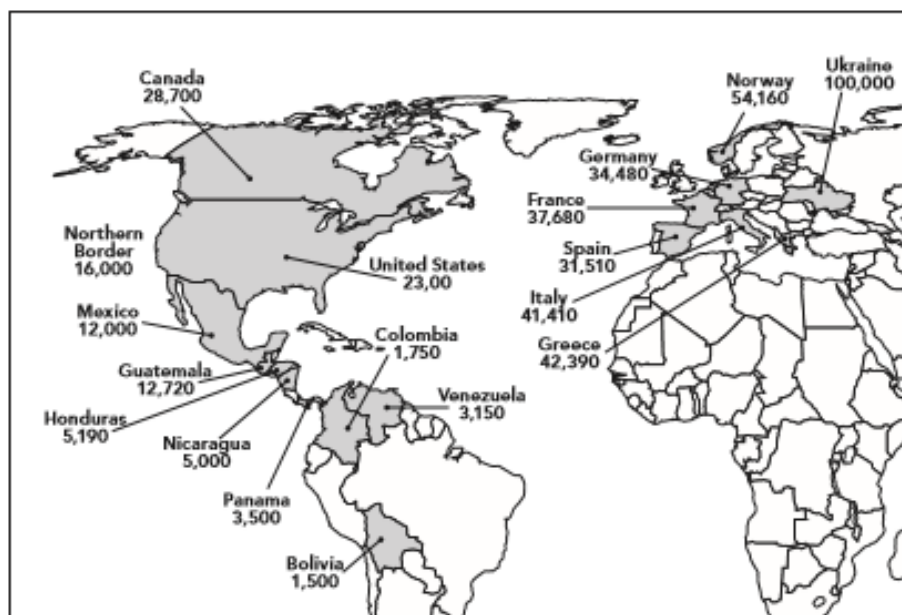 Canada
28,700
Norway
54,160
Ukraine
100,000
Germany
34,480
France
37,680
Northern
Border
16,000
United States
23,00
Spain
31,510
Mexico
12,000
Italy
41,410
Colombia
1,750
Greece
42,390
Guatemala
12,720
Venezuela
3,150
Honduras
5,190
Nicaragua
5,000
Panama
3,500
Bolivia
1,500